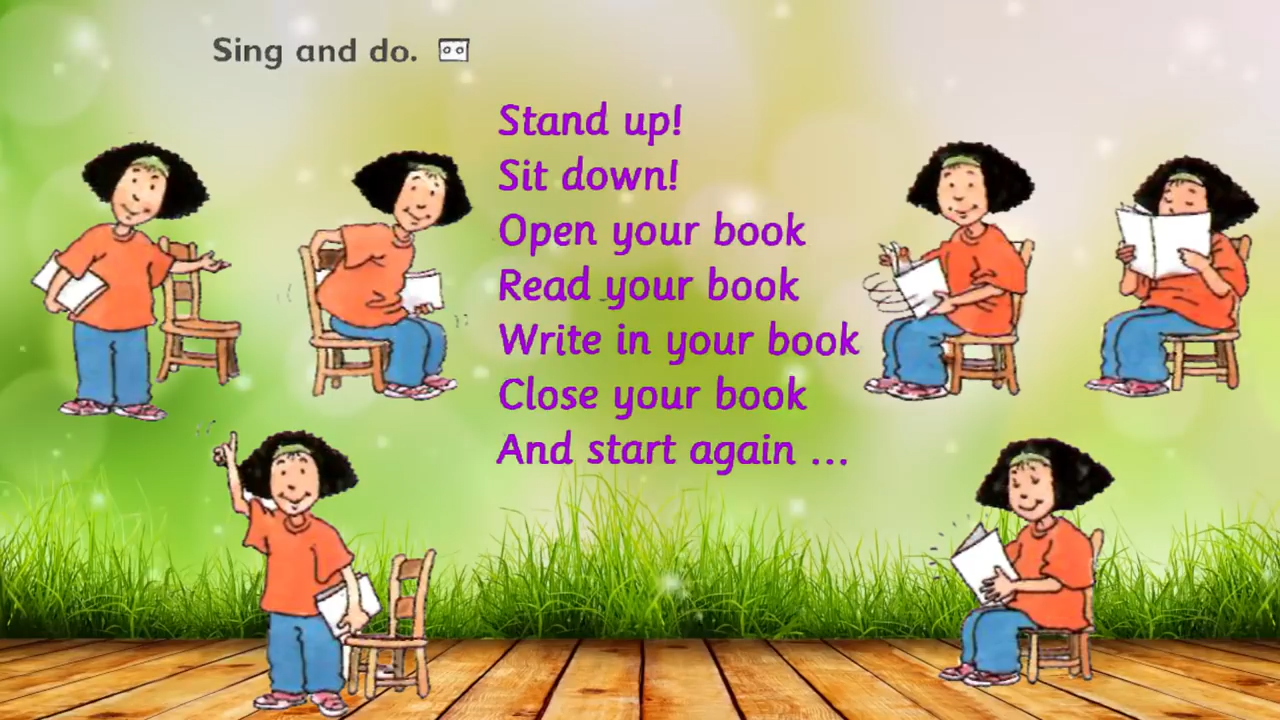 Sing and do.
Stand up!
Sit down!
Open your book
Read your book
Write in your book
Close your book
And start again ...